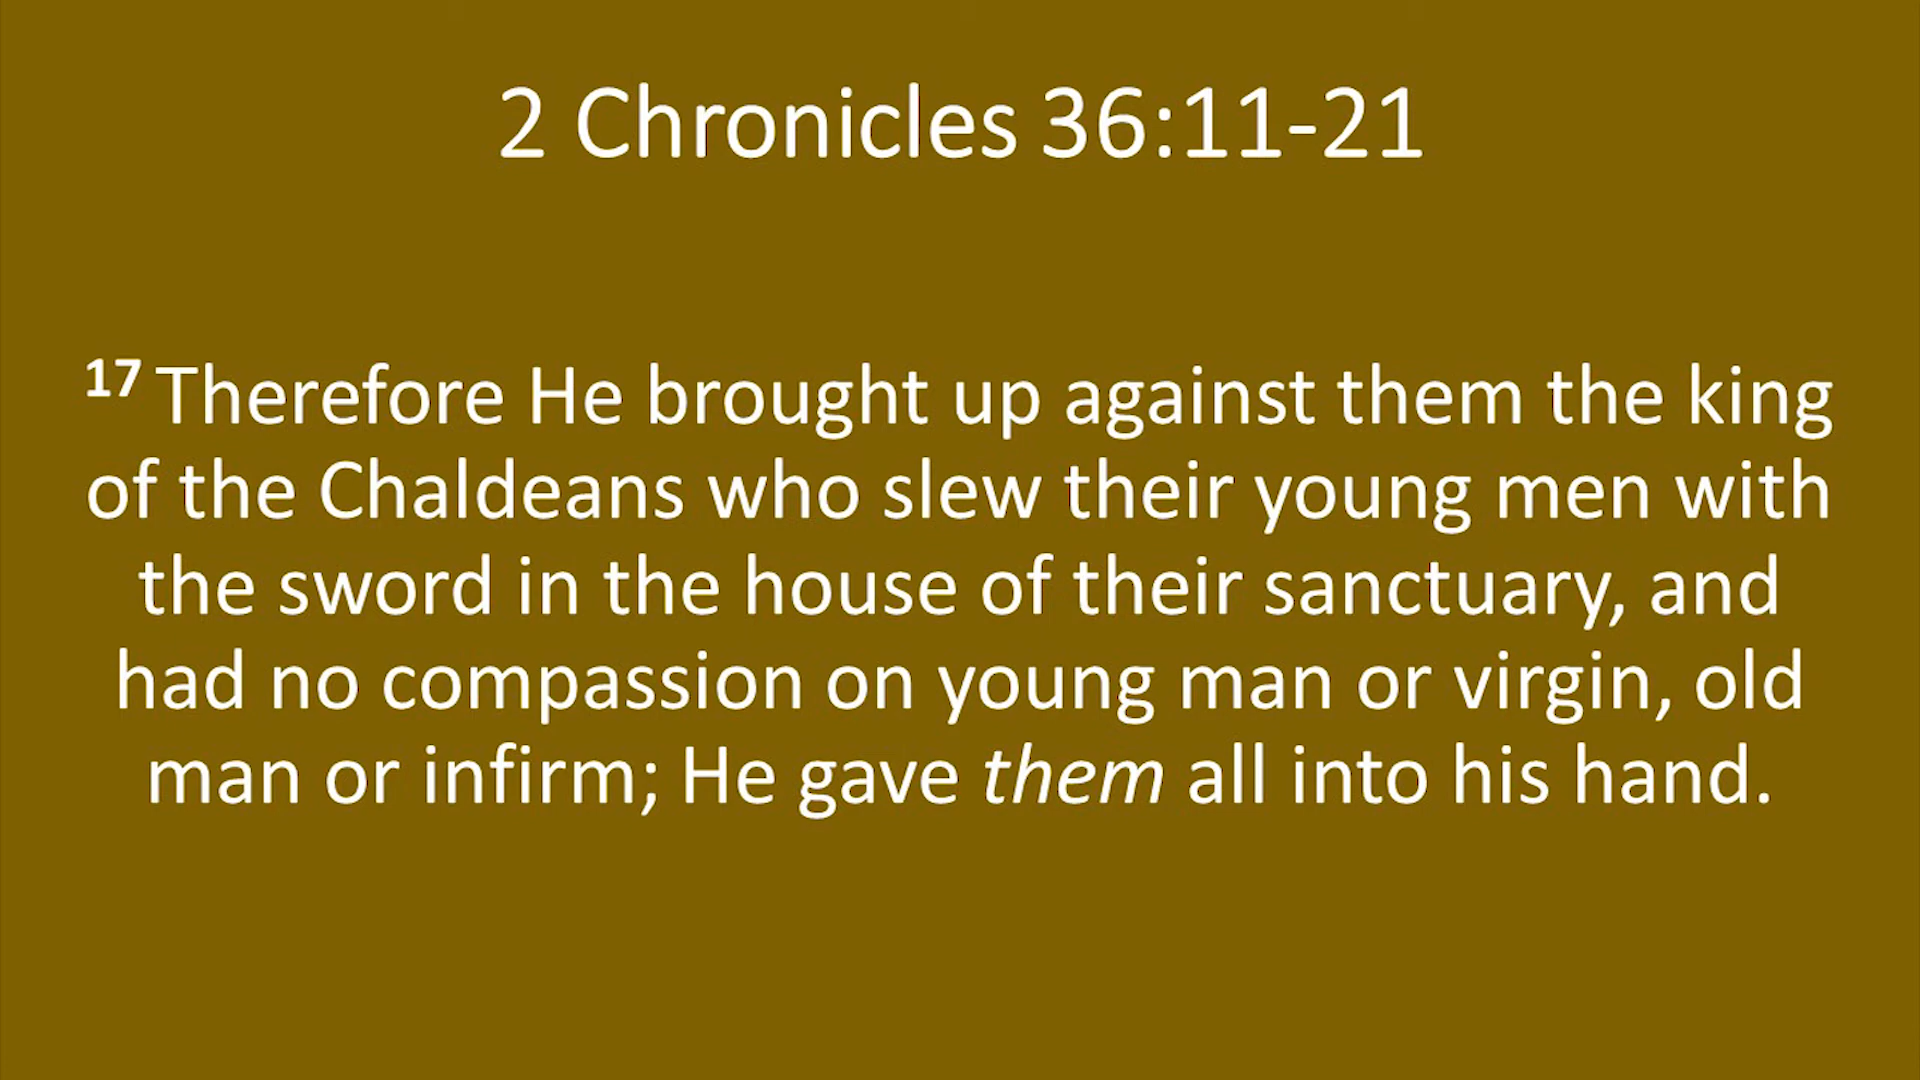 2 Chronicles 36:11-21
17 Therefore He brought up against them the king
of the Chaldeans who slew their young men with
the sword in the house of their sanctuary, and
had no compassion on young man or virgin, old
man or infirm; He gave them all into his hand.